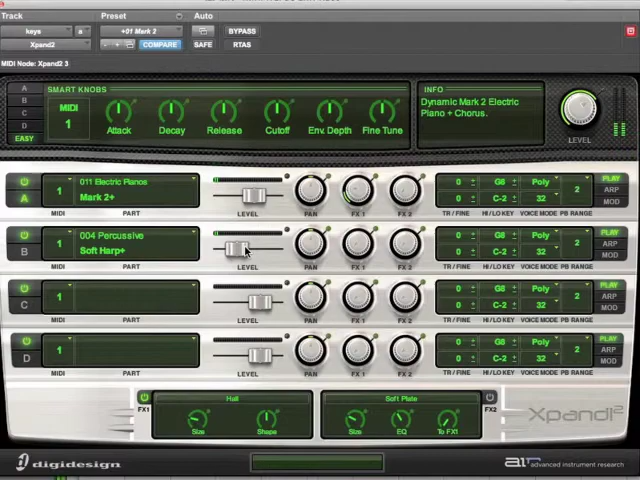 Track
Preset
Auto
keys
a
+01 Mark 2
BYPASS
Xpand2
- + COMPARE
SAFE
RTAS
MIDI Node: Xpand2 3
A
B
C
D
EASY
SMART KNOBS
MIDI
1
Attack
Decay
Release
Cutoff
Env. Depth
Fine Tune
INFO
Dynamic Mark 2 Electric
Piano + Chorus.
LEVEL
A
1
011 Electric Pianos
Mark 2+
0 G8 Poly 2
0 C-2 32
PLAY
ARP
MOD
MIDI PART LEVEL PAN FX 1 FX 2 TR / FINE HI / LO KEY VOICE MODE PB RANGE
B
1
004 Percussive
Soft Harp+
0 G8 Poly 2
0 C-2 32
PLAY
ARP
MOD
MIDI PART LEVEL PAN FX 1 FX 2 TR / FINE HI / LO KEY VOICE MODE PB RANGE
C
1
0 G8 Poly 2
0 C-2 32
PLAY
ARP
MOD
MIDI PART LEVEL PAN FX 1 FX 2 TR / FINE HI / LO KEY VOICE MODE PB RANGE
D
1
0 G8 Poly 2
0 C-2 32
PLAY
ARP
MOD
MIDI PART LEVEL PAN FX 1 FX 2 TR / FINE HI / LO KEY VOICE MODE PB RANGE
FX1
Hall
Size
Shape
Soft Plate
Size
EQ
To FX1
FX2
Xpand!2
digidesign
air advanced instrument research